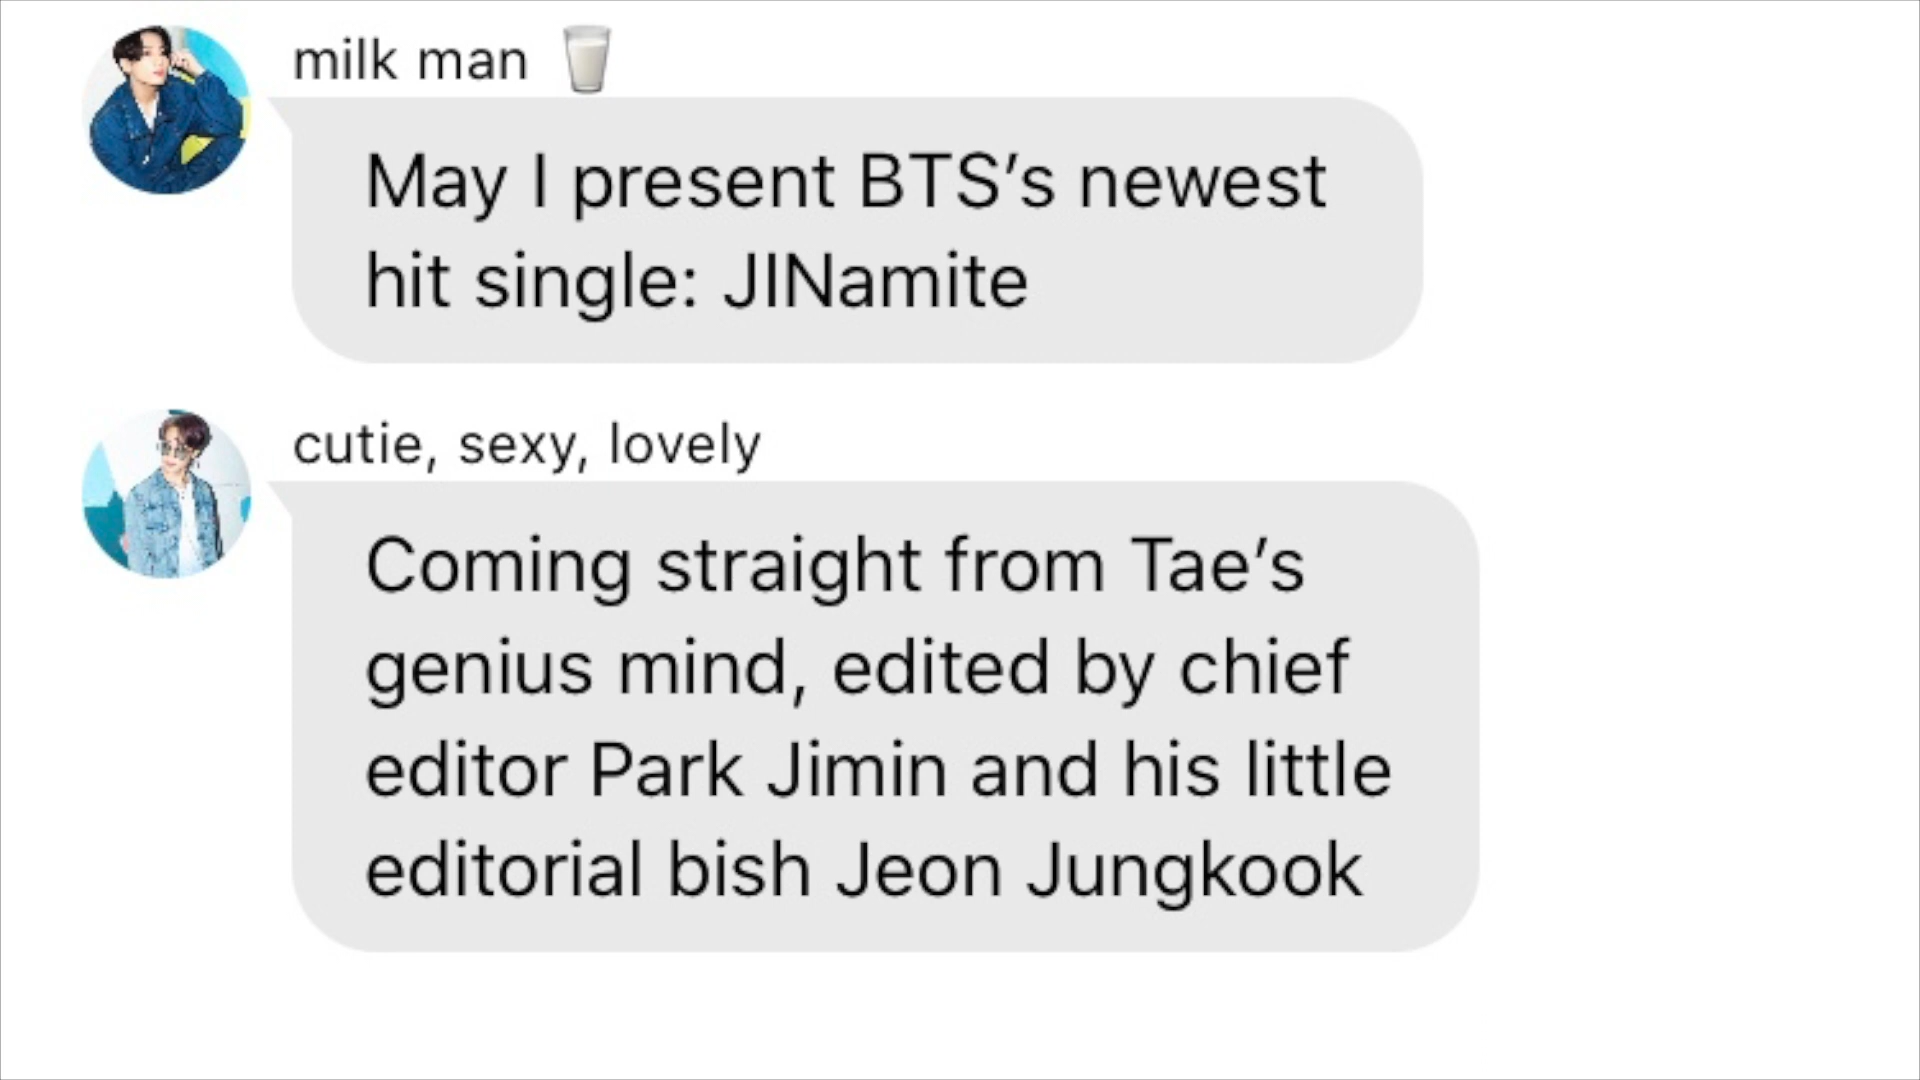 milk man 🥛
May I present BTS’s newest
hit single: JINamite
cutie, sexy, lovely
Coming straight from Tae’s
genius mind, edited by chief
editor Park Jimin and his little
editorial bish Jeon Jungkook